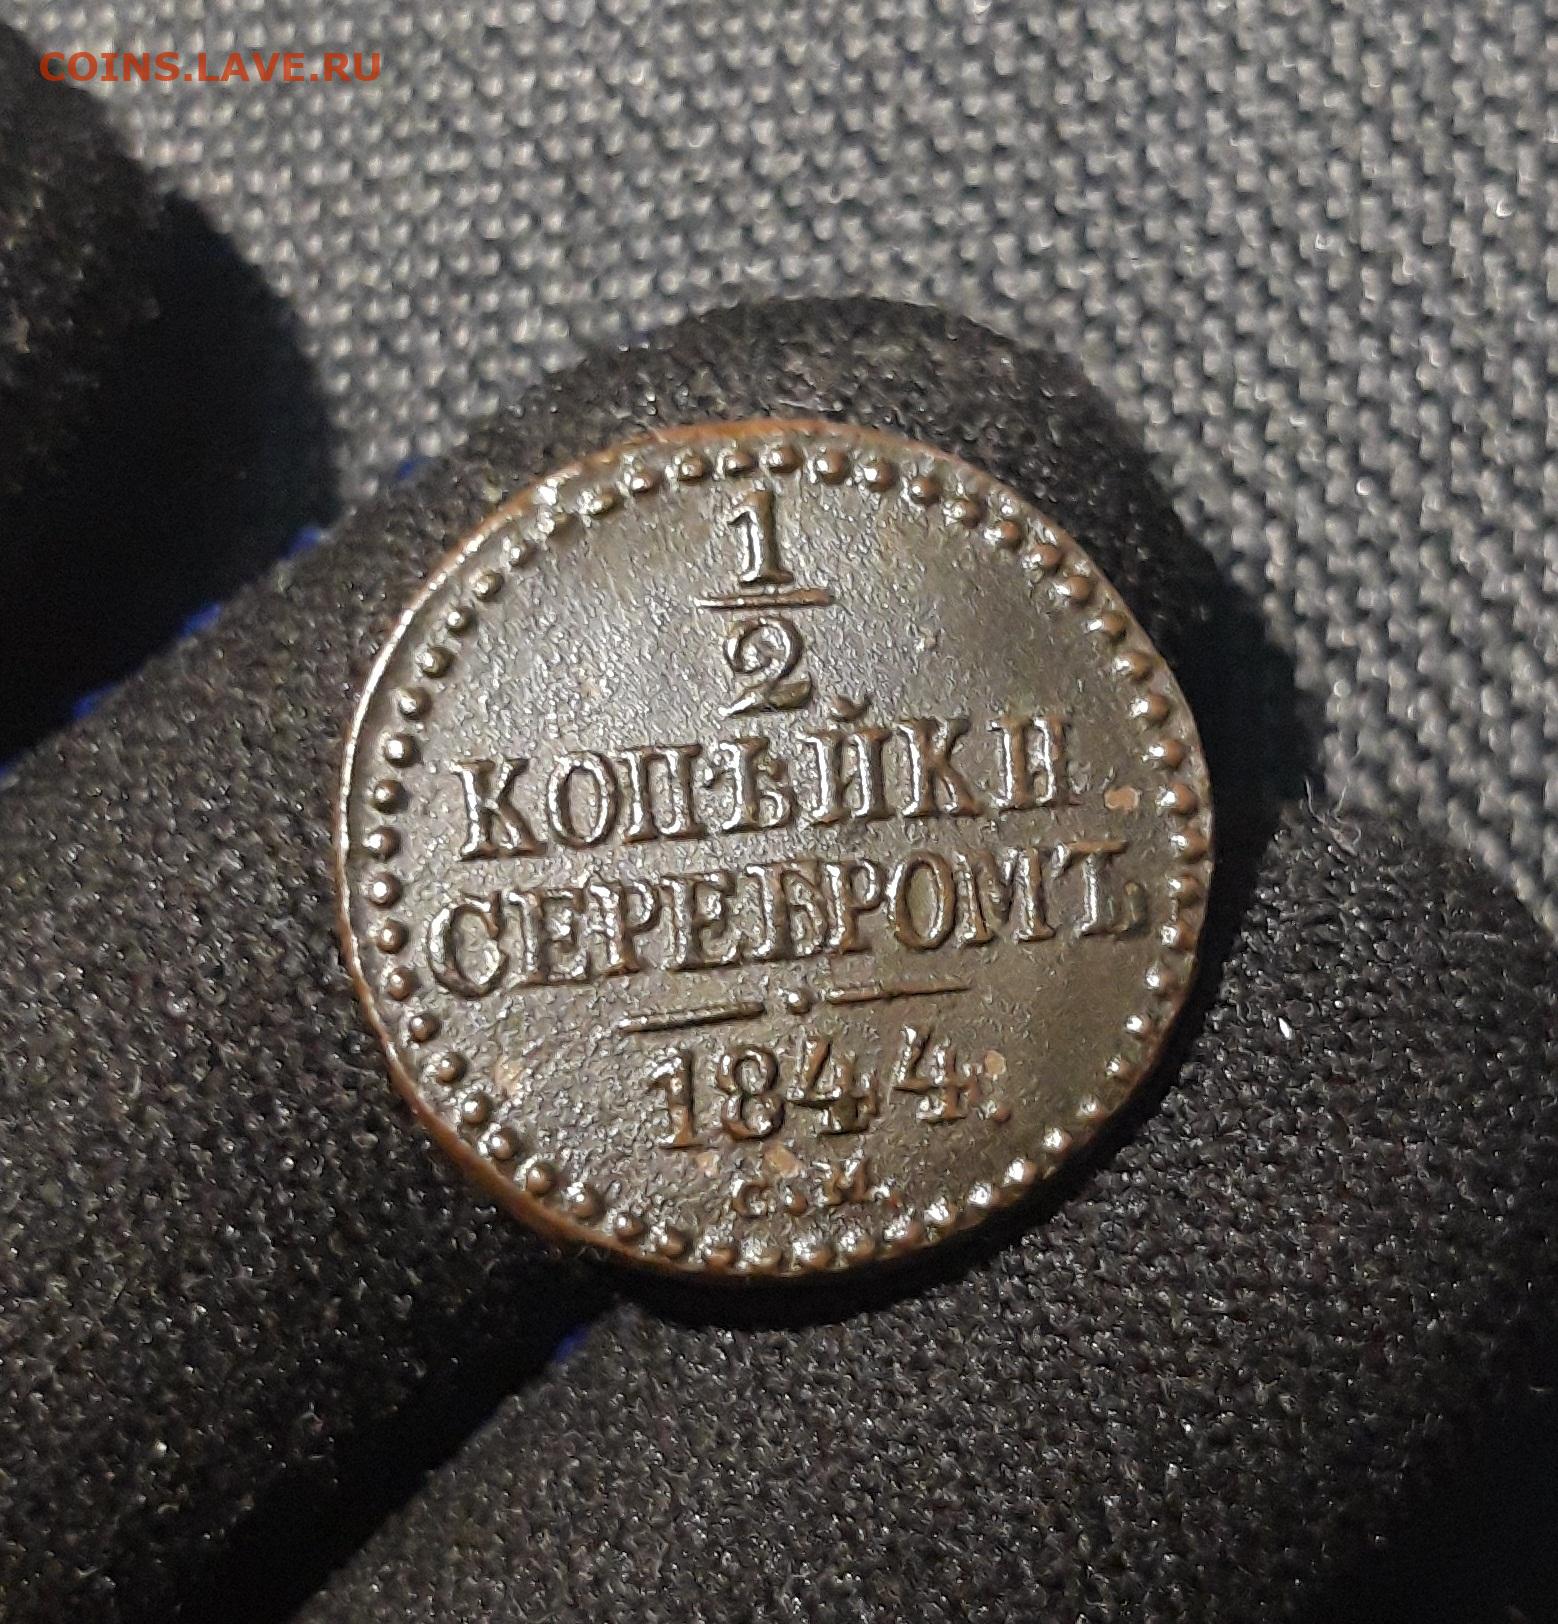 COINS.LAVE.RU
1
2
КОПѢЙКИ
СЕРЕБРОМЪ
1844.
С.М.